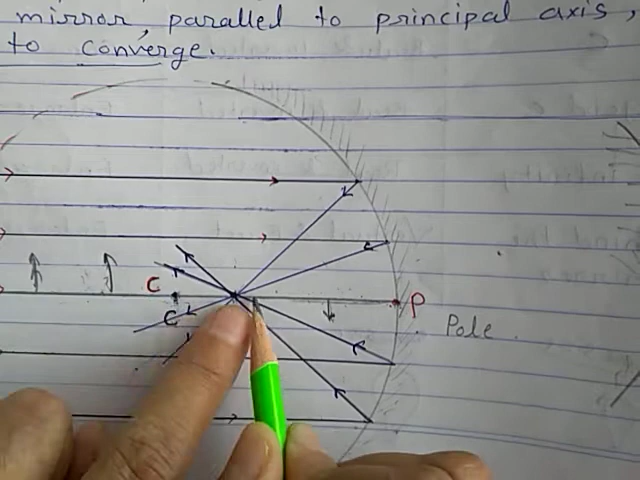 mirror, parallel to principal axis,
to converge.
C
C
P
Pole